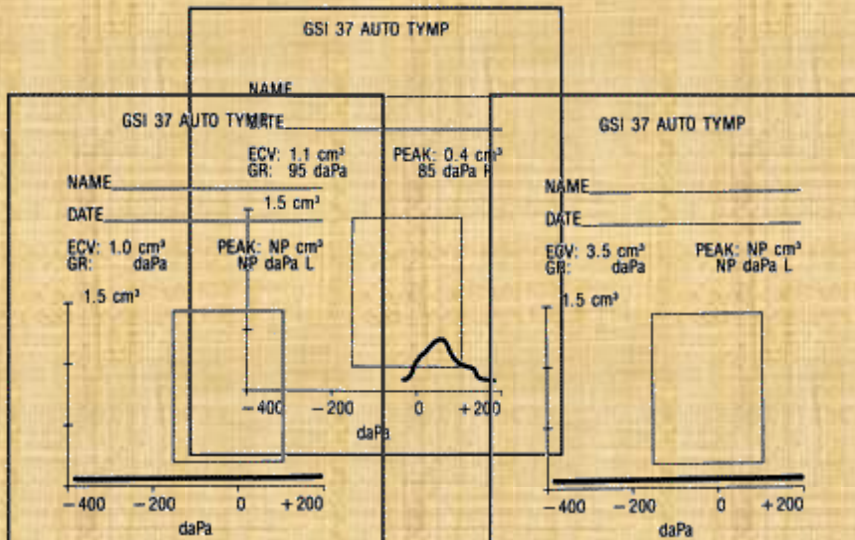 GSI 37 AUTO TYMP
NAME
DATE
ECV: 1.1 cm³ PEAK: 0.4 cm³
GR: 95 daPa 85 daPa R
1.5 cm³
-400 -200 0 +200
daPa
GSI 37 AUTO TYMP
NAME
DATE
ECV: 1.0 cm³ PEAK: NP cm³
GR: daPa NP daPa L
1.5 cm³
-400 -200 0 +200
daPa
GSI 37 AUTO TYMP
NAME
DATE
ECV: 3.5 cm³ PEAK: NP cm³
GR: daPa NP daPa L
1.5 cm³
-400 -200 0 +200
daPa